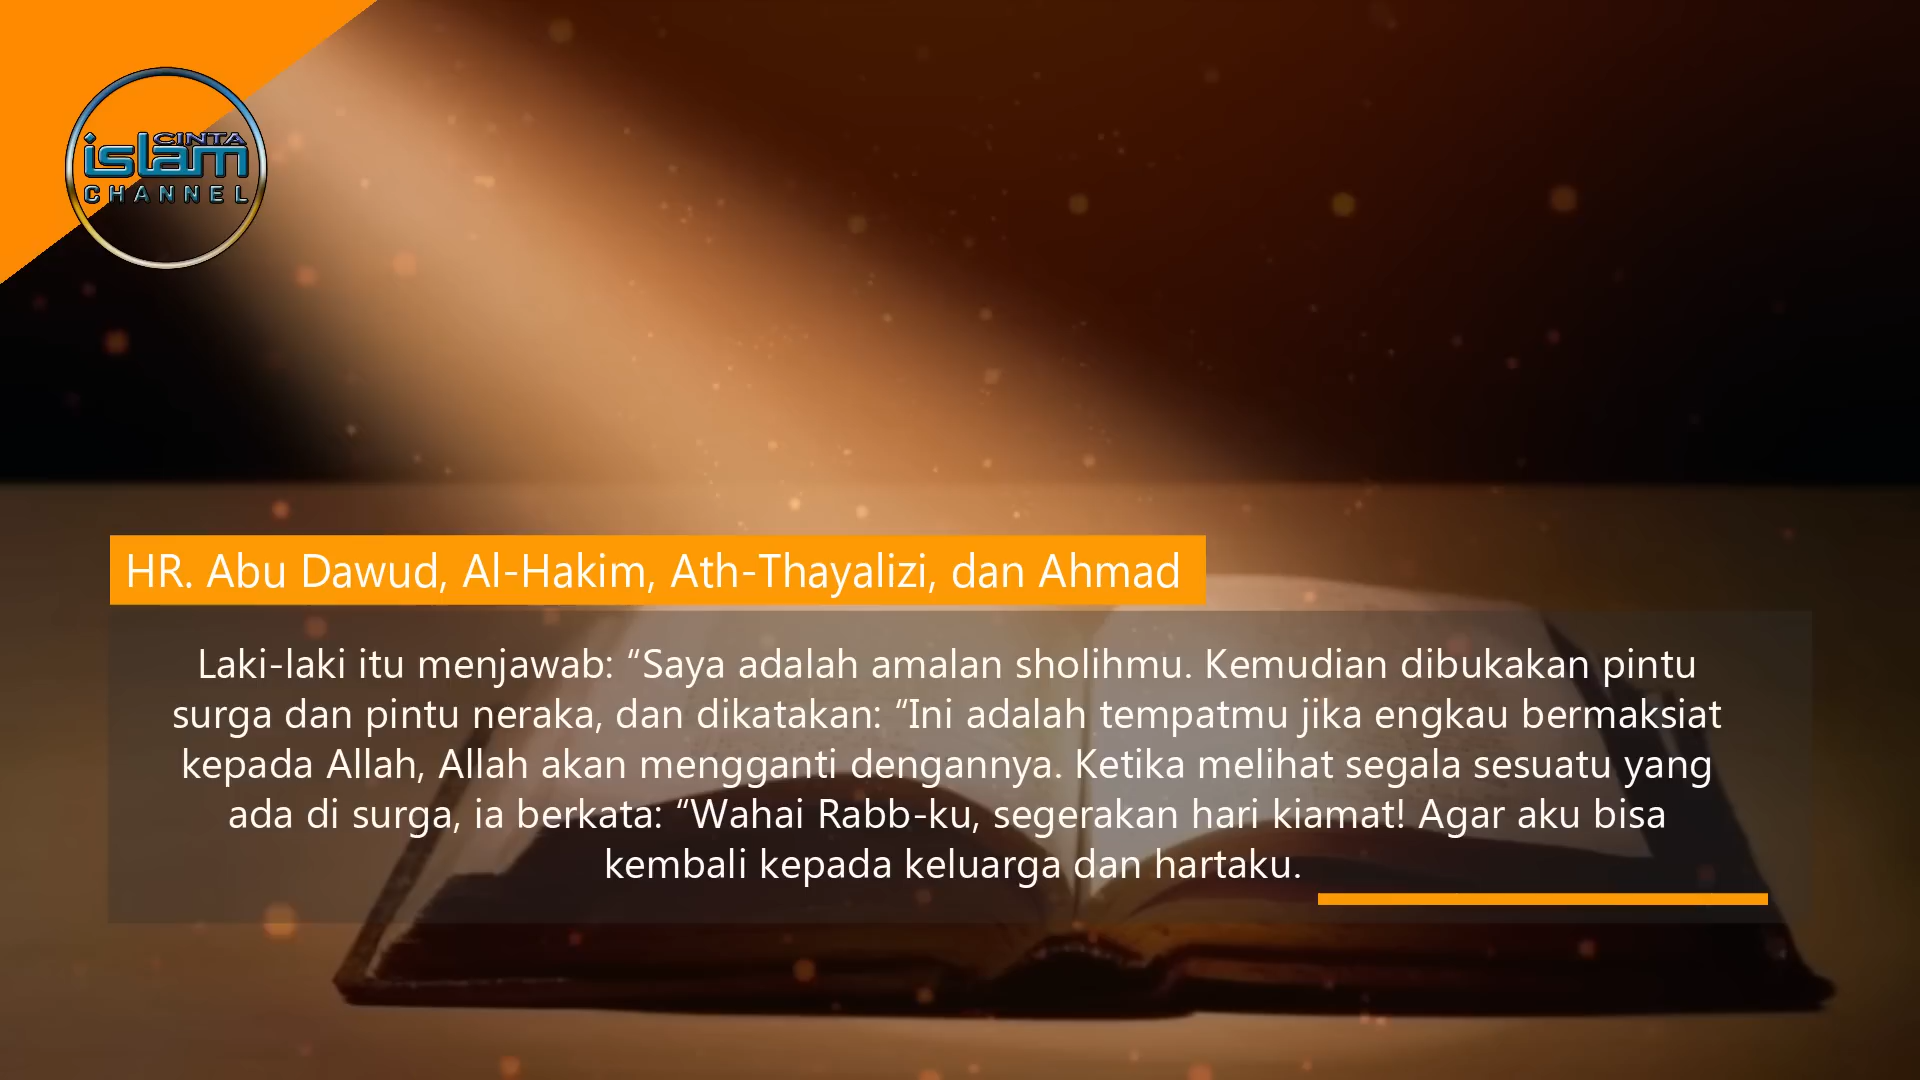 CINTA
islam
CHANNEL
HR. Abu Dawud, Al-Hakim, Ath-Thayalizi, dan Ahmad
Laki-laki itu menjawab: “Saya adalah amalan sholihmu. Kemudian dibukakan pintu
surga dan pintu neraka, dan dikatakan: “Ini adalah tempatmu jika engkau bermaksiat
kepada Allah, Allah akan mengganti dengannya. Ketika melihat segala sesuatu yang
ada di surga, ia berkata: “Wahai Rabb-ku, segerakan hari kiamat! Agar aku bisa
kembali kepada keluarga dan hartaku.